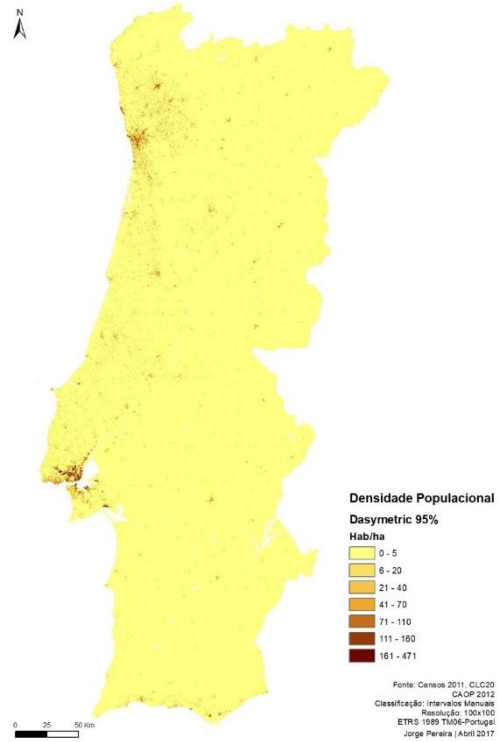 N
Densidade Populacional
Dasymetric 95%
Hab/ha
0 - 5
6 - 20
21 - 40
41 - 70
71 - 110
111 - 160
161 - 471
Fonte: Censos 2011, CLC20
CAOP 2012
Classificação: Intervalos Manuais
Resolução: 100x100
ETRS 1989 TM06-Portugal
Jorge Pereira | Abril 2017
0 25 50 Km